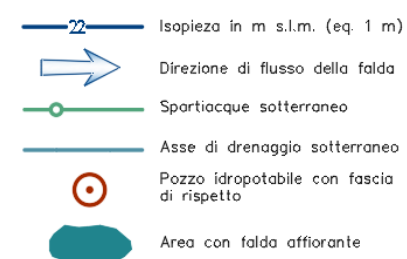 22 Isopieza in m s.l.m. (eq. 1 m)
Direzione di flusso della falda
Spartiacque sotterraneo
Asse di drenaggio sotterraneo
Pozzo idropotabile con fascia
di rispetto
Area con falda affiorante